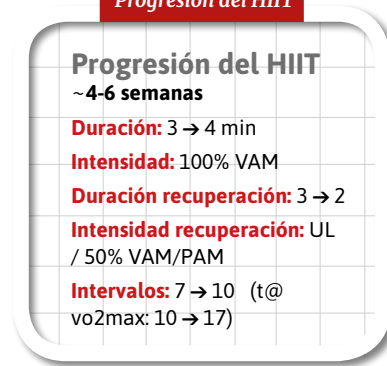 Progresión del HIIT
Progresión del HIIT
~4-6 semanas
Duración: 3 → 4 min
Intensidad: 100% VAM
Duración recuperación: 3 → 2
Intensidad recuperación: UL
/ 50% VAM/PAM
Intervalos: 7 → 10 (t@
vo2max: 10 → 17)